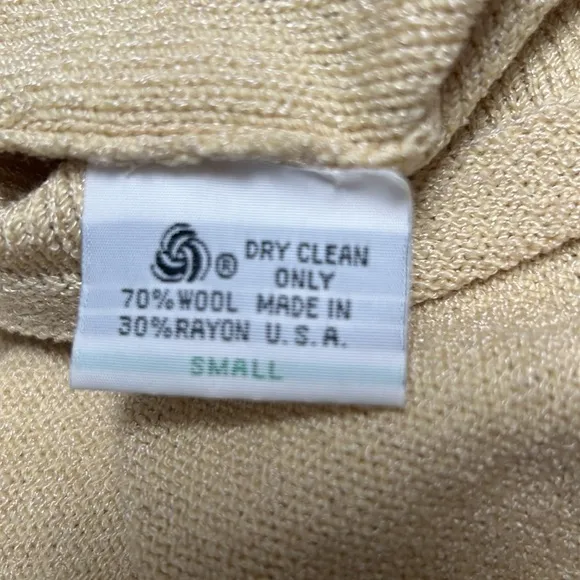 ® DRY CLEAN
ONLY
70% WOOL MADE IN
30% RAYON U.S.A.
SMALL